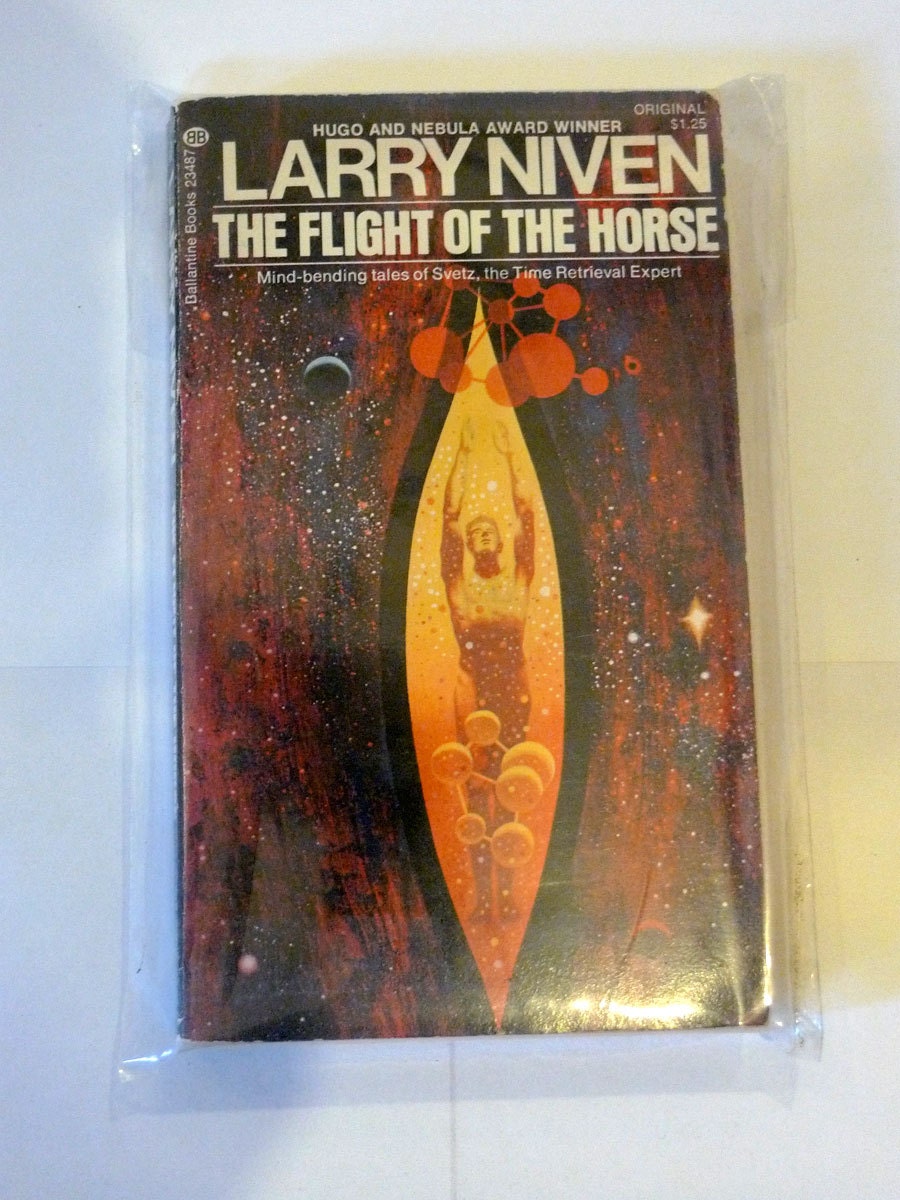 ORIGINAL
$1.25
HUGO AND NEBULA AWARD WINNER
LARRY NIVEN
THE FLIGHT OF THE HORSE
Mind-bending tales of Svetz, the Time Retrieval Expert
BB
Ballantine Books 23487